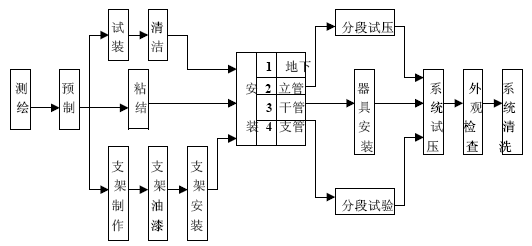 测绘
预制
试装
清洁
粘结
支架制作
支架油漆
支架安装
安装
1 地下
2 立管
3 干管
4 支管
分段试压
器具安装
分段试验
系统试压
外观检查
系统清洗